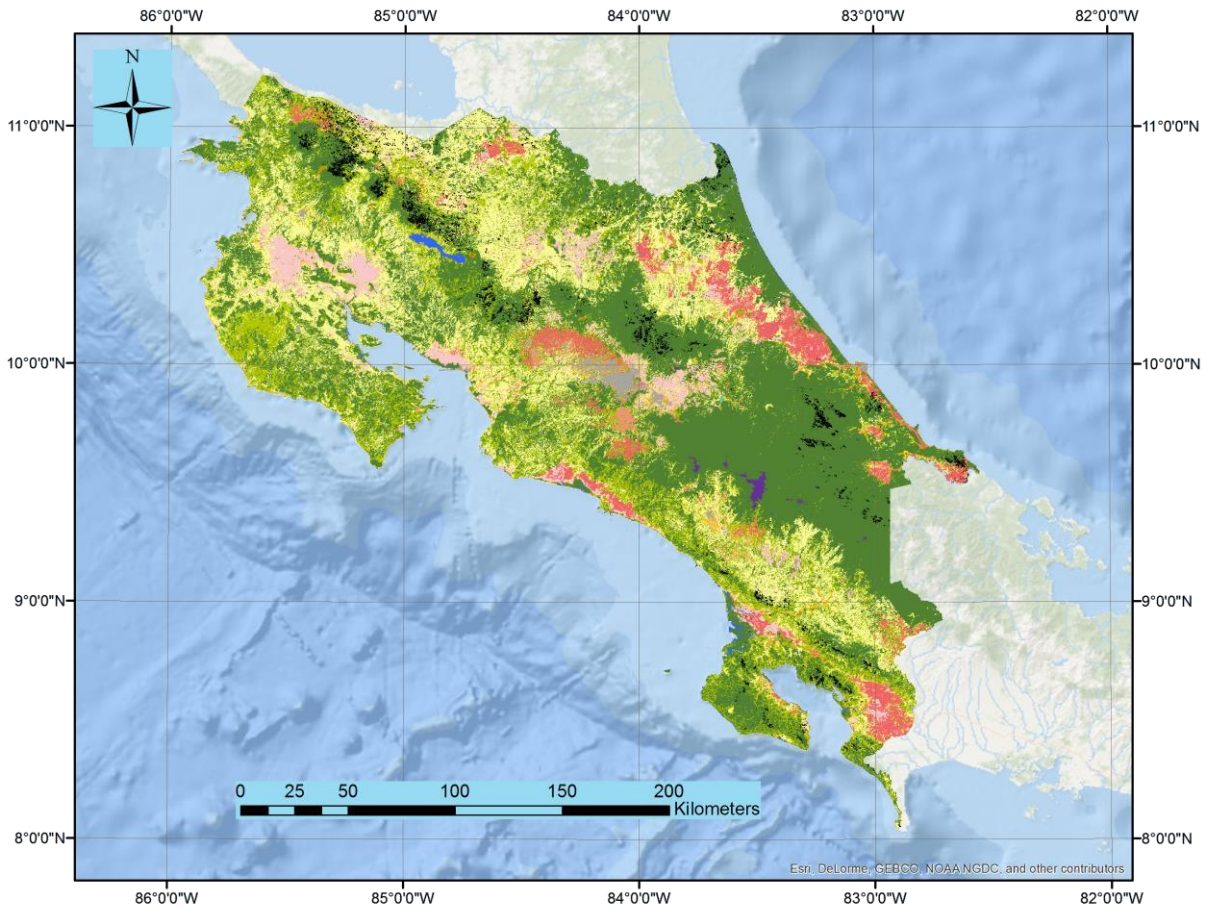 86°0'0"W 85°0'0"W 84°0'0"W 83°0'0"W 82°0'0"W
N
11°0'0"N 11°0'0"N
10°0'0"N 10°0'0"N
9°0'0"N 9°0'0"N
0 25 50 100 150 200
Kilometers
8°0'0"N 8°0'0"N
Esri, DeLorme, GEBCO, NOAA NGDC, and other contributors
86°0'0"W 85°0'0"W 84°0'0"W 83°0'0"W 82°0'0"W